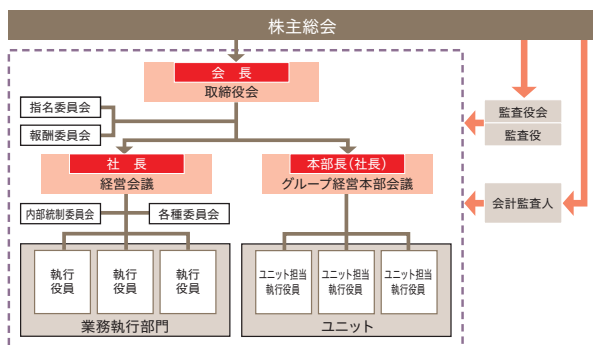 株主総会
会 長
取締役会
指名委員会
報酬委員会
監査役会
監査役
社 長
経営会議
本部長（社長）
グループ経営本部会議
内部統制委員会
各種委員会
会計監査人
執行
役員
執行
役員
執行
役員
業務執行部門
ユニット担当
執行役員
ユニット担当
執行役員
ユニット担当
執行役員
ユニット